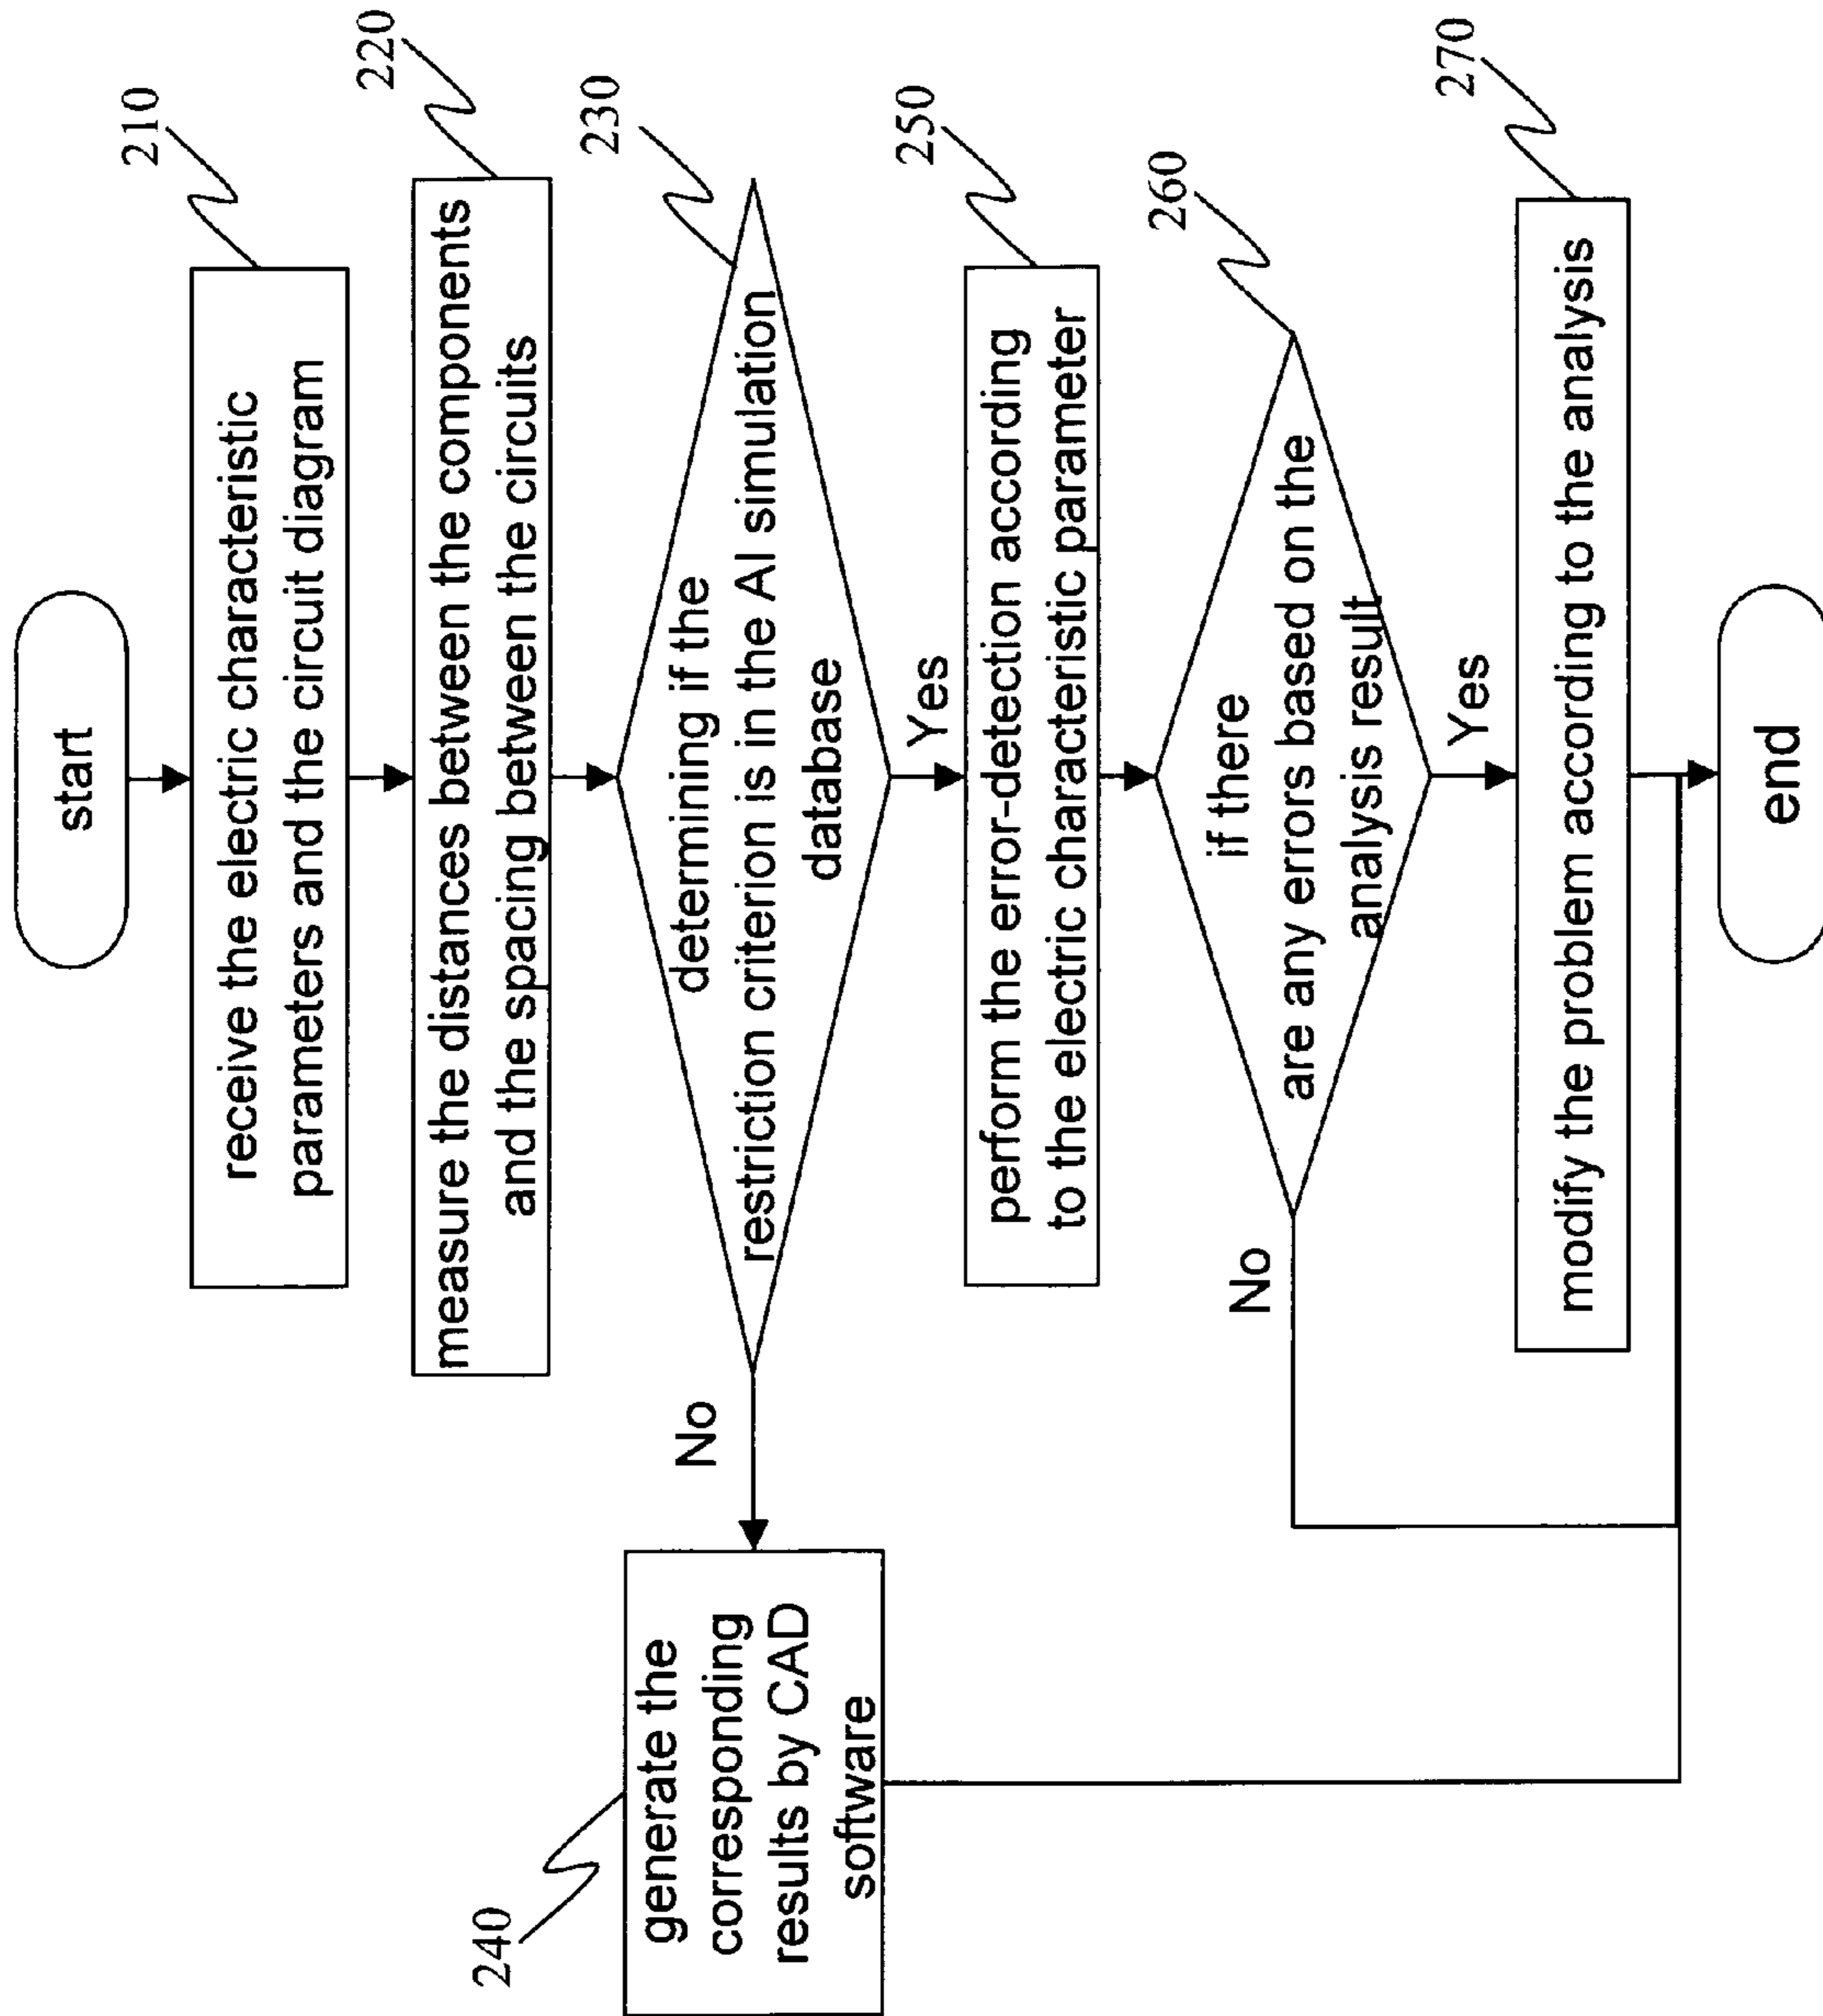 start
210
receive the electric characteristic
parameters and the circuit diagram
220
measure the distances between the components
and the spacing between the circuits
230
determining if the
restriction criterion is in the AI simulation
database
No
Yes
240
generate the
corresponding
results by CAD
software
250
perform the error-detection according
to the electric characteristic parameter
260
if there
are any errors based on the
analysis result
No
Yes
270
modify the problem according to the analysis
end